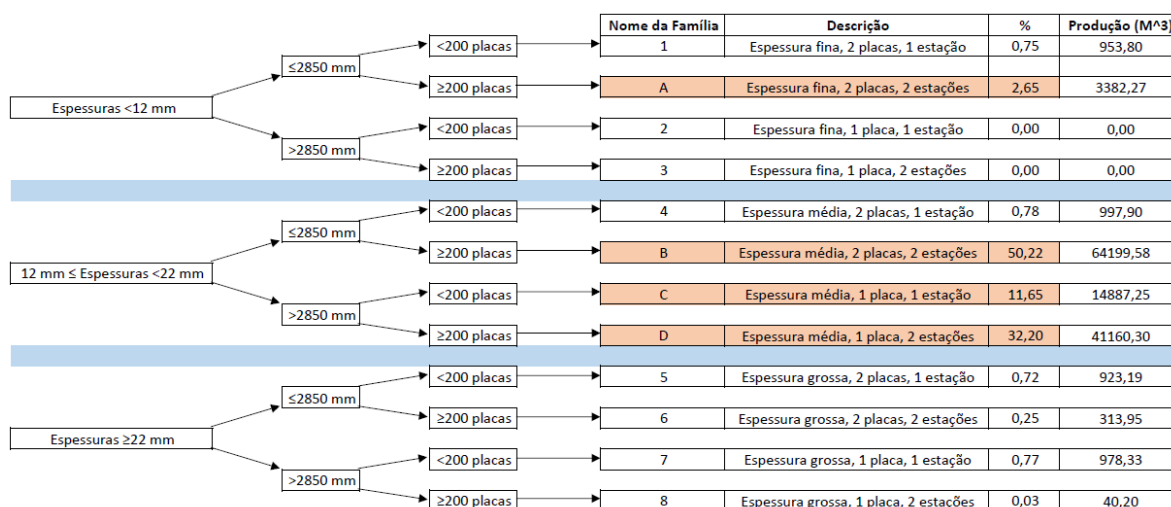 Nome da Família Descrição % Produção (M^3)
<200 placas 1 Espessura fina, 2 placas, 1 estação 0,75 953,80
≤2850 mm
≥200 placas A Espessura fina, 2 placas, 2 estações 2,65 3382,27
Espessuras <12 mm
<200 placas 2 Espessura fina, 1 placa, 1 estação 0,00 0,00
>2850 mm
≥200 placas 3 Espessura fina, 1 placa, 2 estações 0,00 0,00
<200 placas 4 Espessura média, 2 placas, 1 estação 0,78 997,90
≤2850 mm
≥200 placas B Espessura média, 2 placas, 2 estações 50,22 64199,58
12 mm ≤ Espessuras <22 mm
<200 placas C Espessura média, 1 placa, 1 estação 11,65 14887,25
>2850 mm
≥200 placas D Espessura média, 1 placa, 2 estações 32,20 41160,30
<200 placas 5 Espessura grossa, 2 placas, 1 estação 0,72 923,19
≤2850 mm
≥200 placas 6 Espessura grossa, 2 placas, 2 estações 0,25 313,95
Espessuras ≥22 mm
<200 placas 7 Espessura grossa, 1 placa, 1 estação 0,77 978,33
>2850 mm
≥200 placas 8 Espessura grossa, 1 placa, 2 estações 0,03 40,20